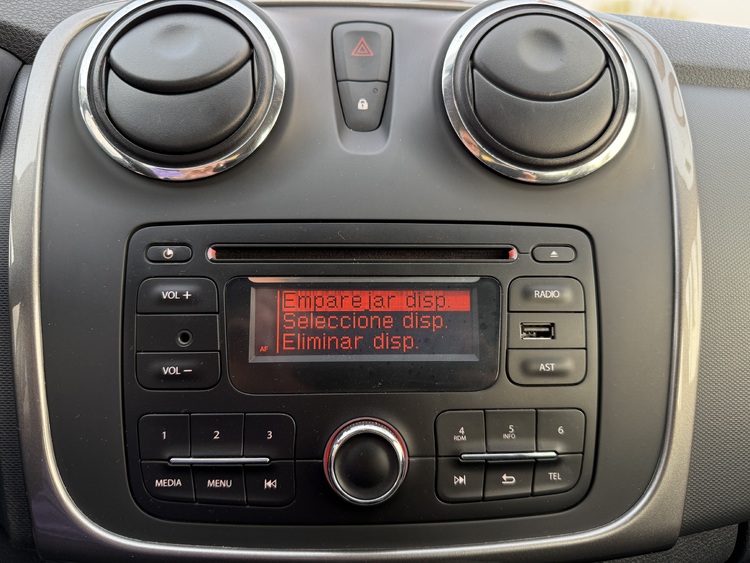 VOL +
RADIO
Emparejar disp.
Seleccione disp.
AF
Eliminar disp.
VOL –
AST
1
2
3
4
RDM
5
INFO
6
MEDIA
MENU
TEL